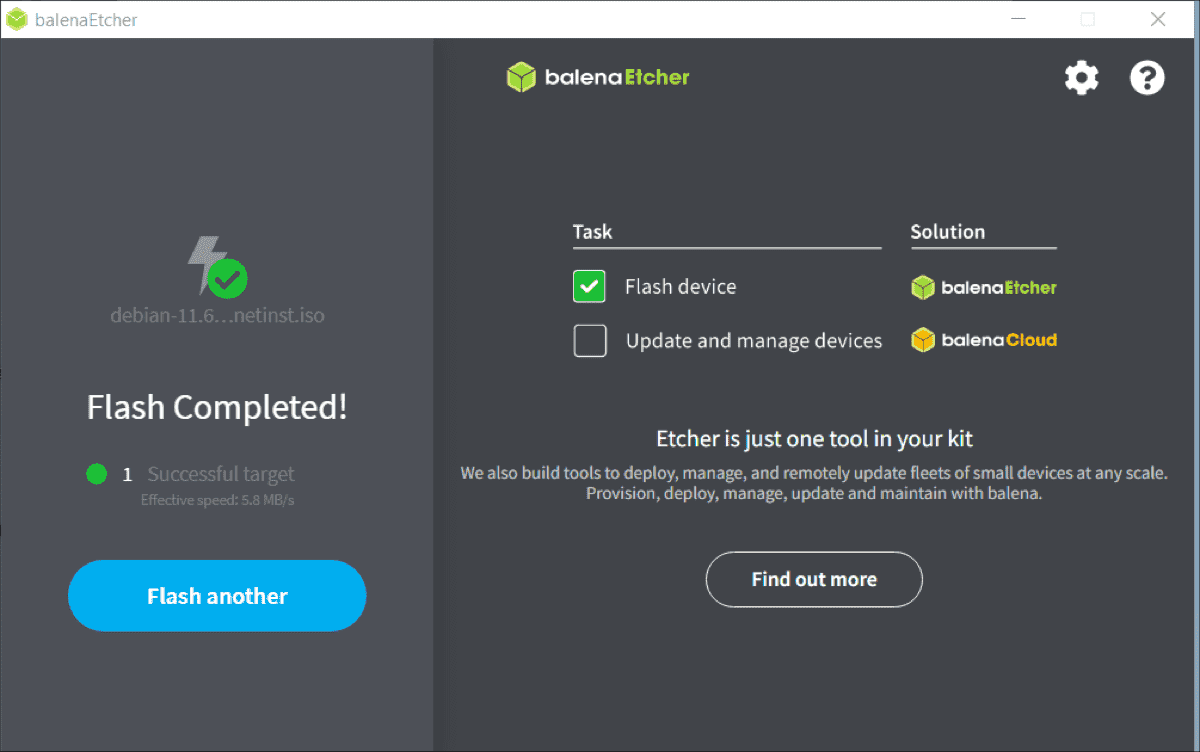 balenaEtcher
balenaEtcher
Task
Solution
Flash device
balenaEtcher
Update and manage devices
balenaCloud
debian-11.6...netinst.iso
Flash Completed!
1 Successful target
Effective speed: 5.8 MB/s
Flash another
Etcher is just one tool in your kit
We also build tools to deploy, manage, and remotely update fleets of small devices at any scale.
Provision, deploy, manage, update and maintain with balena.
Find out more